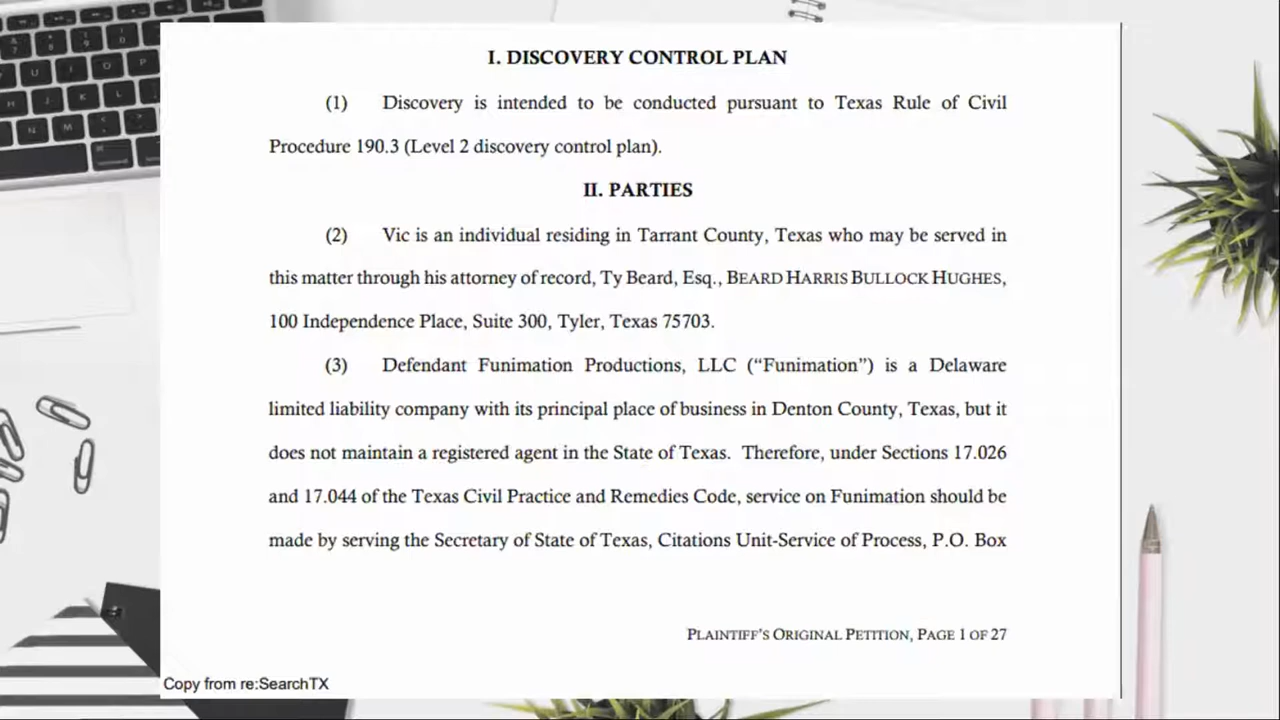 I. DISCOVERY CONTROL PLAN
(1) Discovery is intended to be conducted pursuant to Texas Rule of Civil
Procedure 190.3 (Level 2 discovery control plan).
II. PARTIES
(2) Vic is an individual residing in Tarrant County, Texas who may be served in
this matter through his attorney of record, Ty Beard, Esq., BEARD HARRIS BULLOCK HUGHES,
100 Independence Place, Suite 300, Tyler, Texas 75703.
(3) Defendant Funimation Productions, LLC (“Funimation”) is a Delaware
limited liability company with its principal place of business in Denton County, Texas, but it
does not maintain a registered agent in the State of Texas. Therefore, under Sections 17.026
and 17.044 of the Texas Civil Practice and Remedies Code, service on Funimation should be
made by serving the Secretary of State of Texas, Citations Unit-Service of Process, P.O. Box
PLAINTIFF’S ORIGINAL PETITION, PAGE 1 OF 27
Copy from re:SearchTX